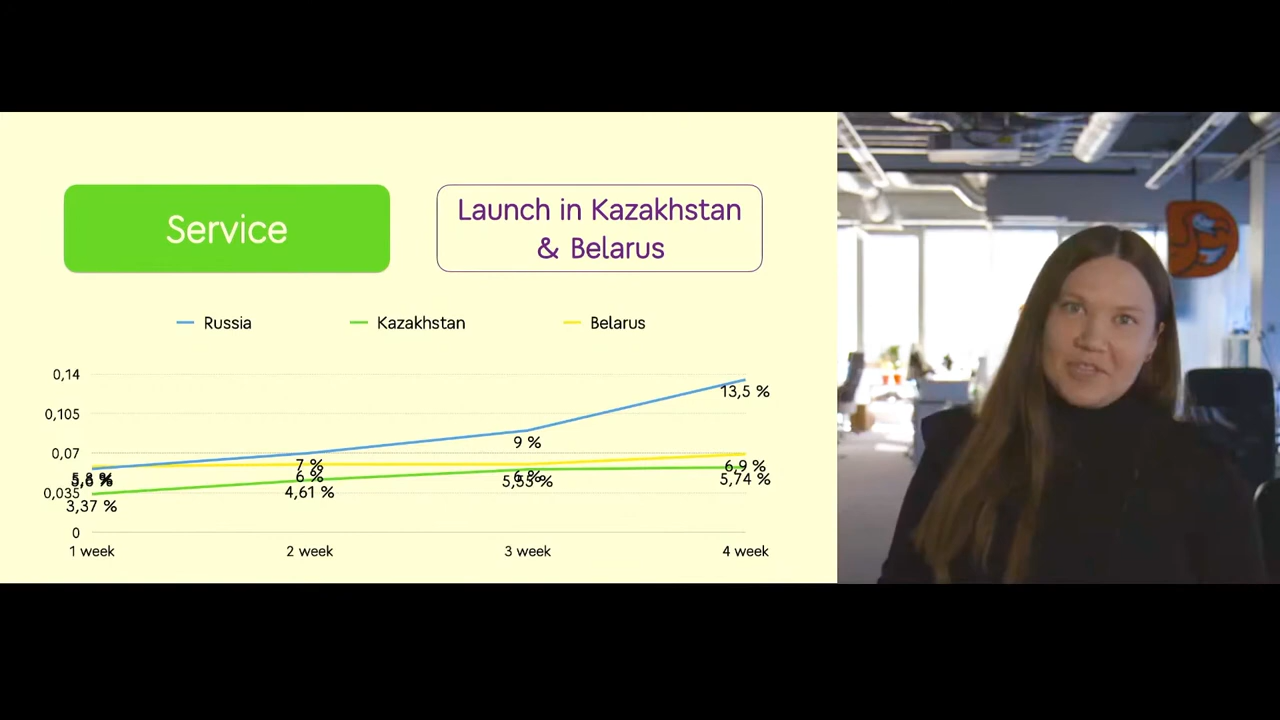 Service
Launch in Kazakhstan
& Belarus
Russia
Kazakhstan
Belarus
0,14
0,105
0,07
0,035
0
13,5 %
9 %
7 %
6 %
4,61 %
3,37 %
6 %
6,9 %
5,74 %
1 week
2 week
3 week
4 week